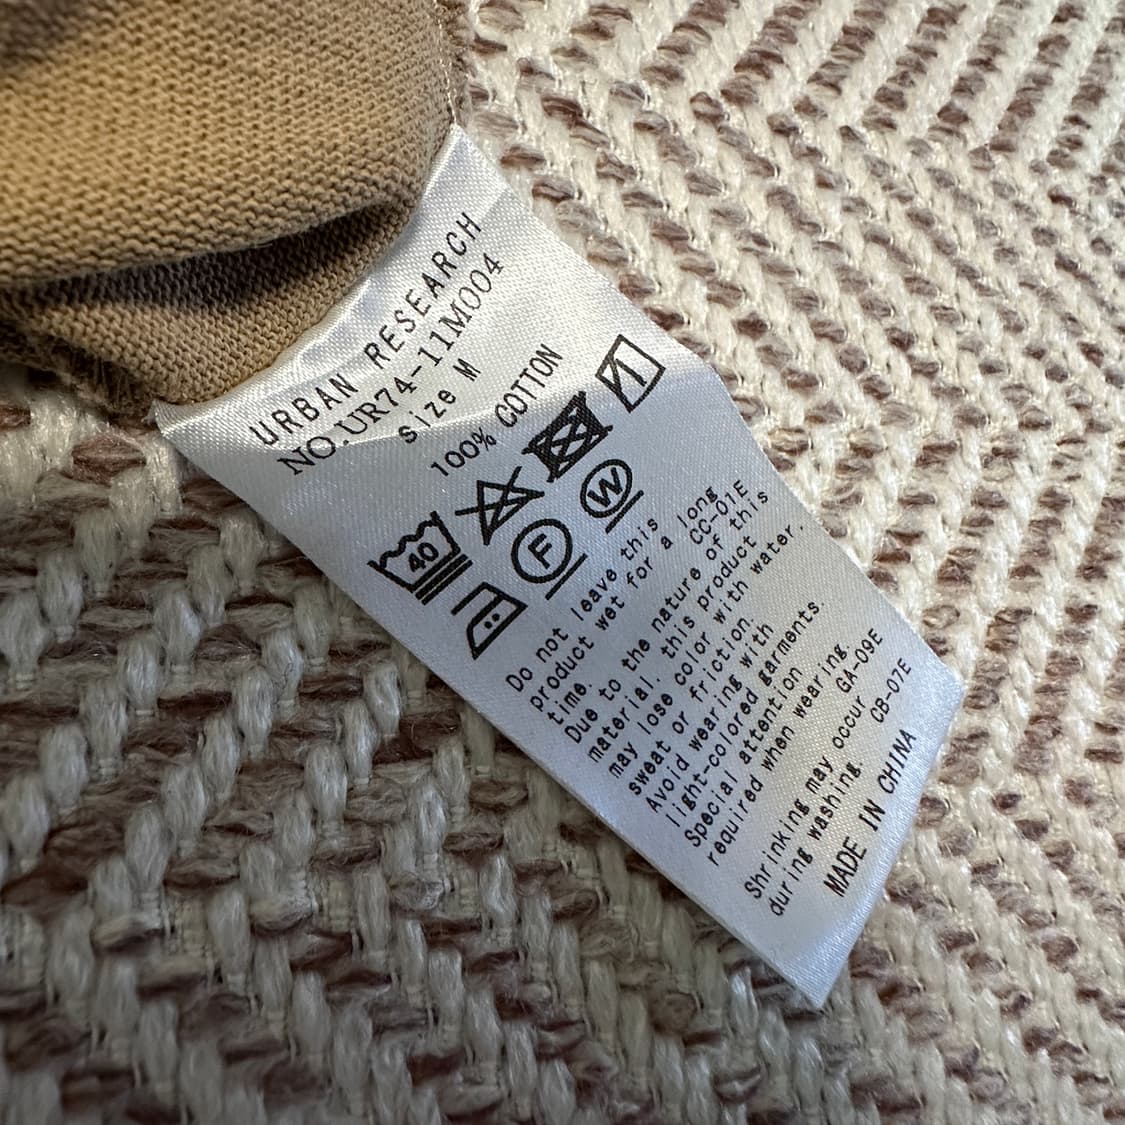 URBAN RESEARCH
NO.UR74-11M004
size M
100% COTTON
40
F W
Do not leave this
product wet for a long
time. CC-01E
Due to the nature of this
material. this product
may lose color with water.
sweat or friction.
Avoid wearing with
light-colored garments.
Special attention
required when wearing.
GA-09E
Shrinking may occur
during washing. CB-07E
MADE IN CHINA